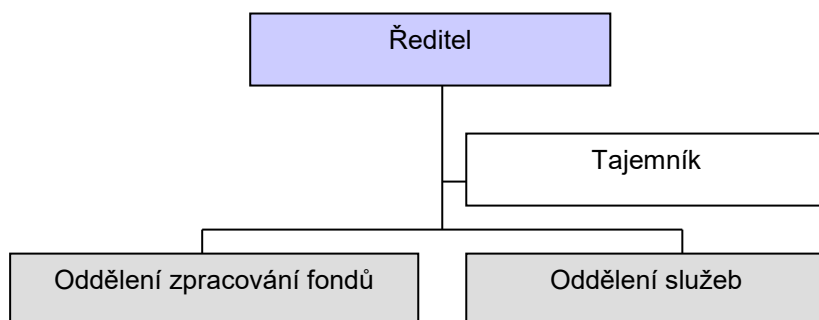 Ředitel
Tajemník
Oddělení zpracování fondů
Oddělení služeb